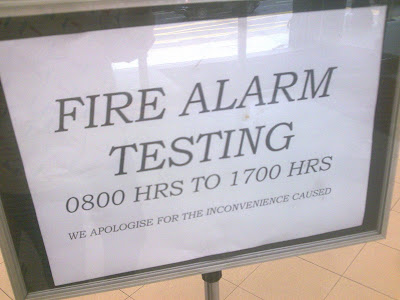 FIRE ALARM
TESTING
0800 HRS TO 1700 HRS
WE APOLOGISE FOR THE INCONVENIENCE CAUSED